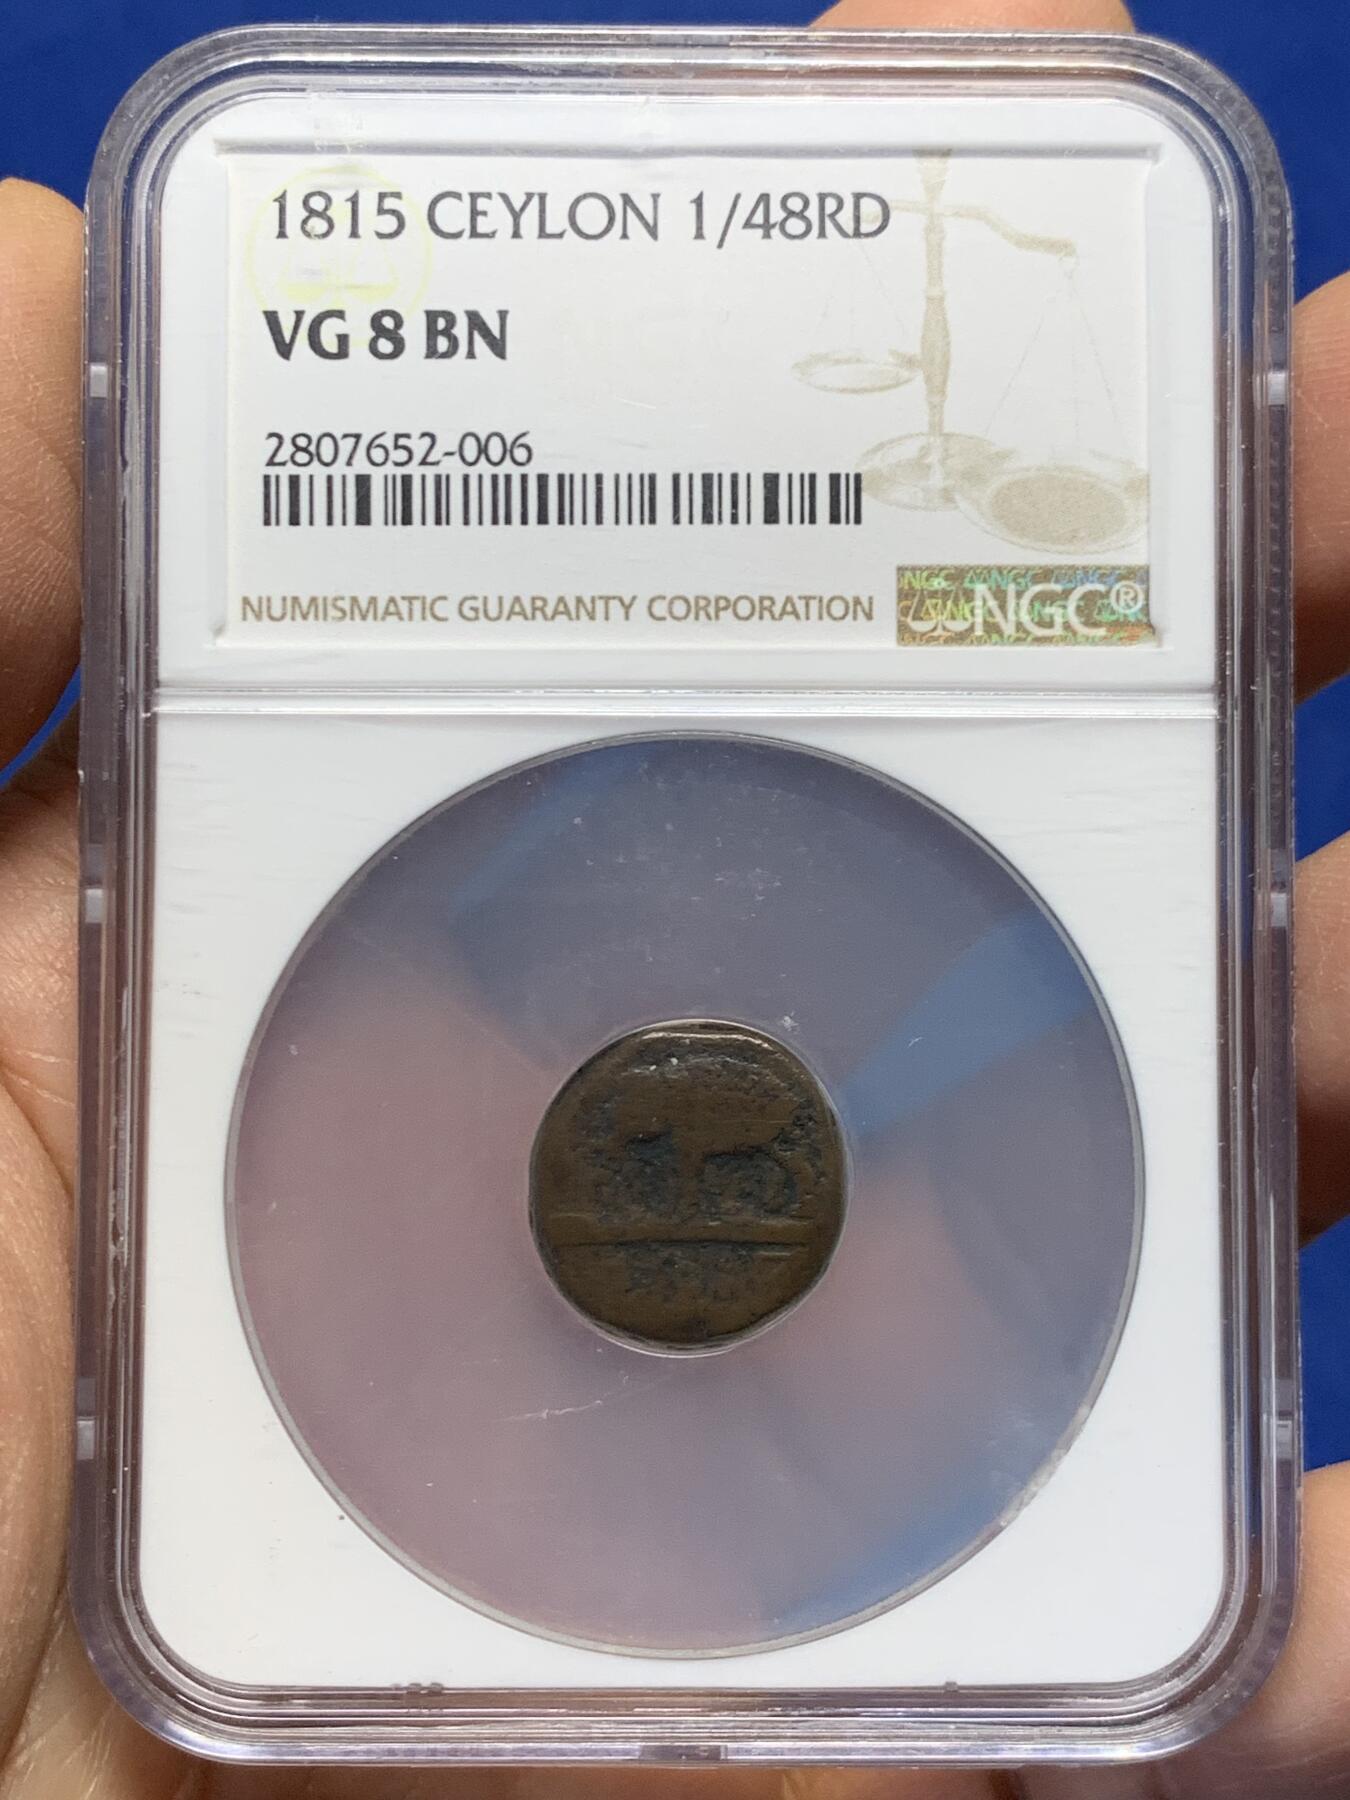 1815 CEYLON 1/48RD
VG 8 BN
2807652-006
NUMISMATIC GUARANTY CORPORATION
NGC®